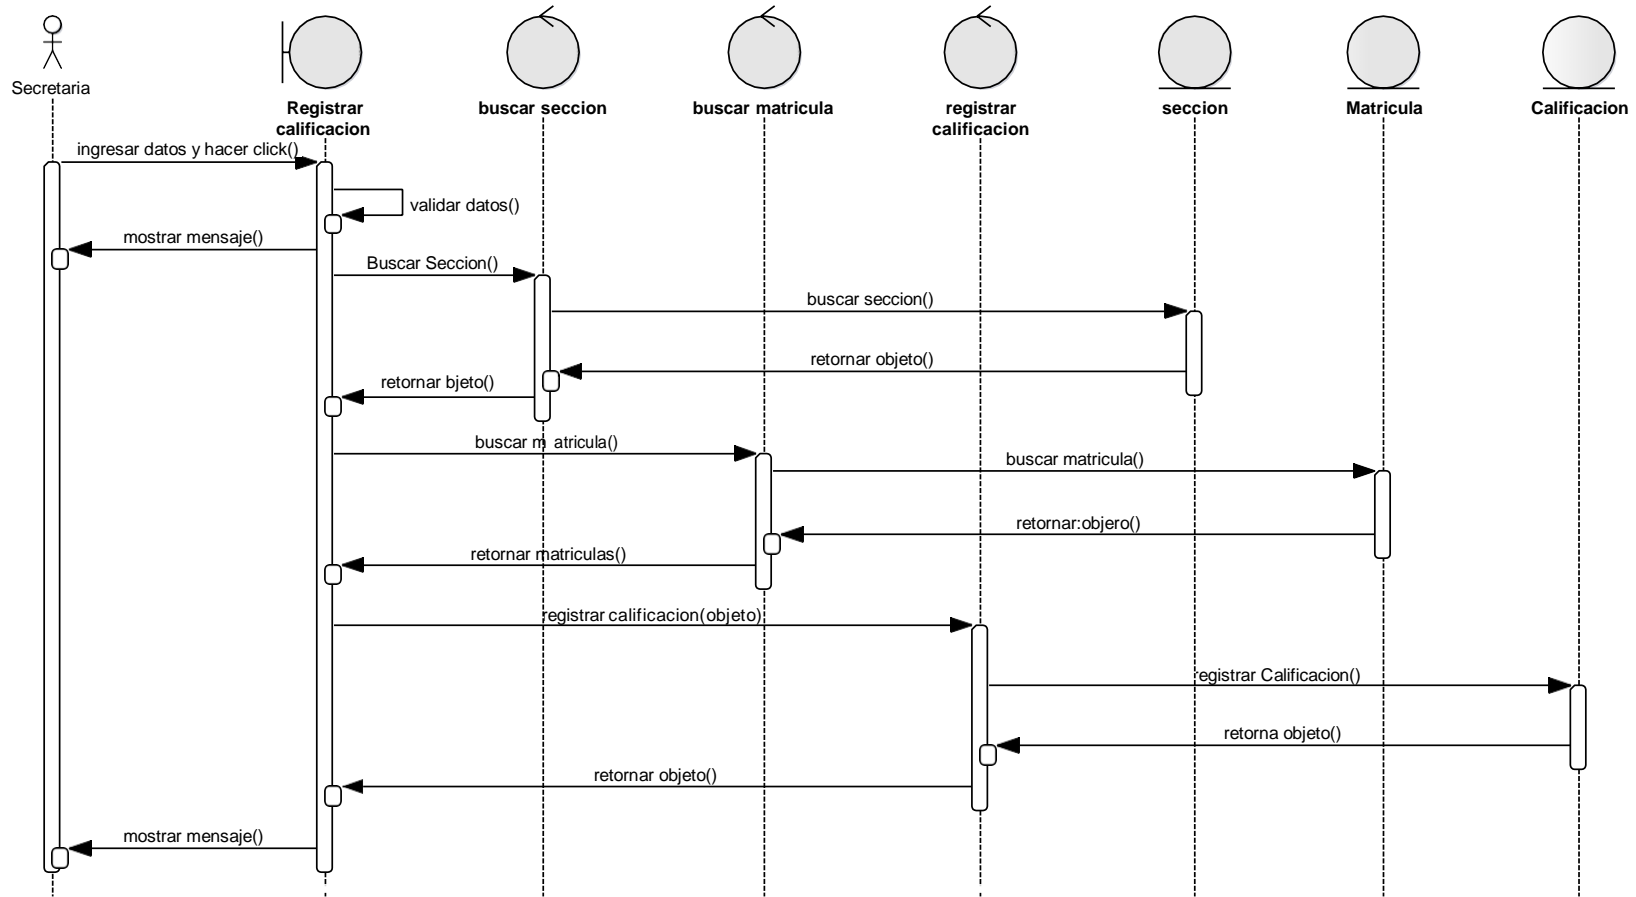 Secretaria
Registrar
calificacion
buscar seccion
buscar matricula
registrar
calificacion
seccion
Matricula
Calificacion
ingresar datos y hacer click()
validar datos()
mostrar mensaje()
Buscar Seccion()
buscar seccion()
retornar objeto()
retornar bjeto()
buscar m atricula()
buscar matricula()
retornar:objero()
retornar matriculas()
registrar calificacion(objeto)
registrar Calificacion()
retorna objeto()
retornar objeto()
mostrar mensaje()